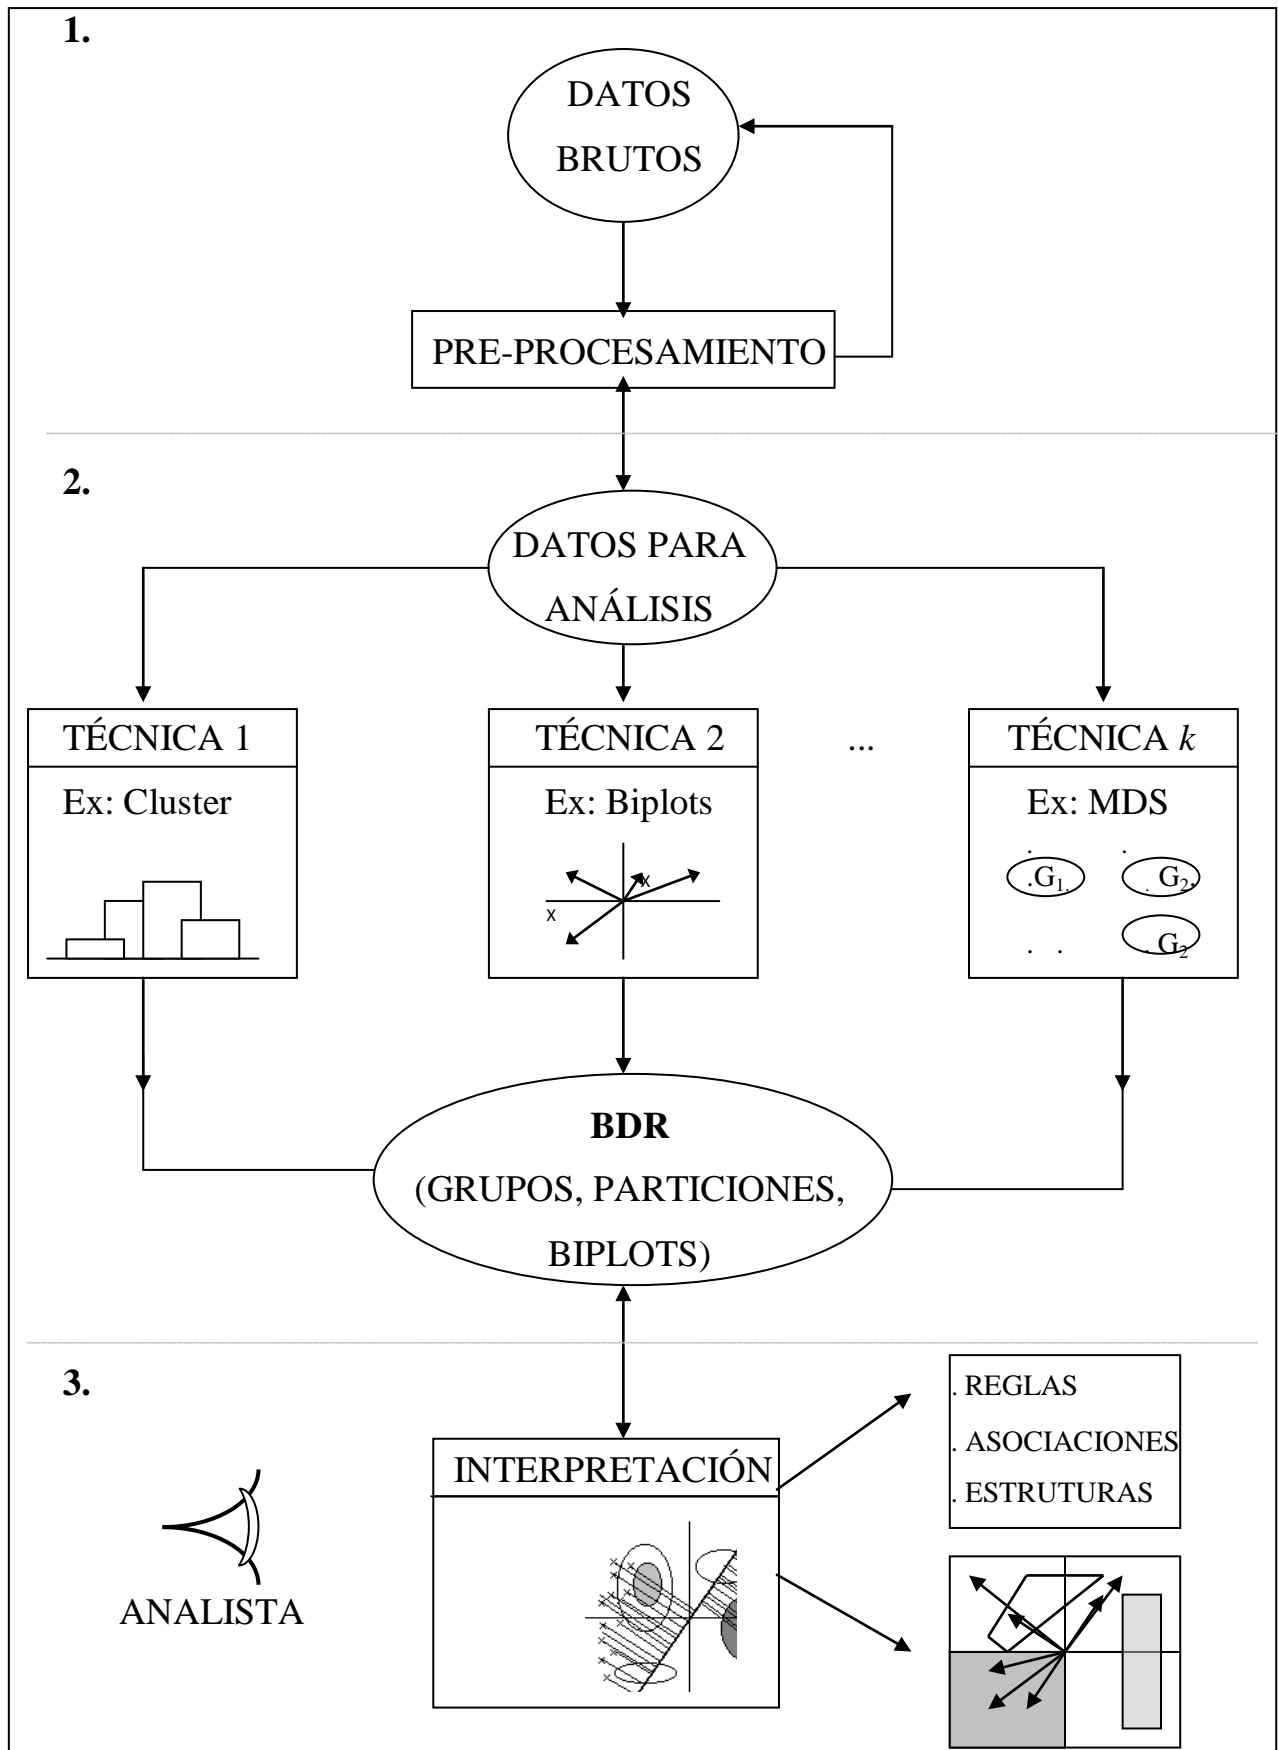 1.
DATOS
BRUTOS
PRE-PROCESAMIENTO
2.
DATOS PARA
ANÁLISIS
TÉCNICA 1
TÉCNICA 2
...
TÉCNICA k
Ex: Cluster
Ex: Biplots
Ex: MDS
x
x
.G₁.
. G₂.
. G₂
BDR
(GRUPOS, PARTICIONES,
BIPLOTS)
3.
. REGLAS
. ASOCIACIONES
. ESTRUTURAS
INTERPRETACIÓN
ANALISTA